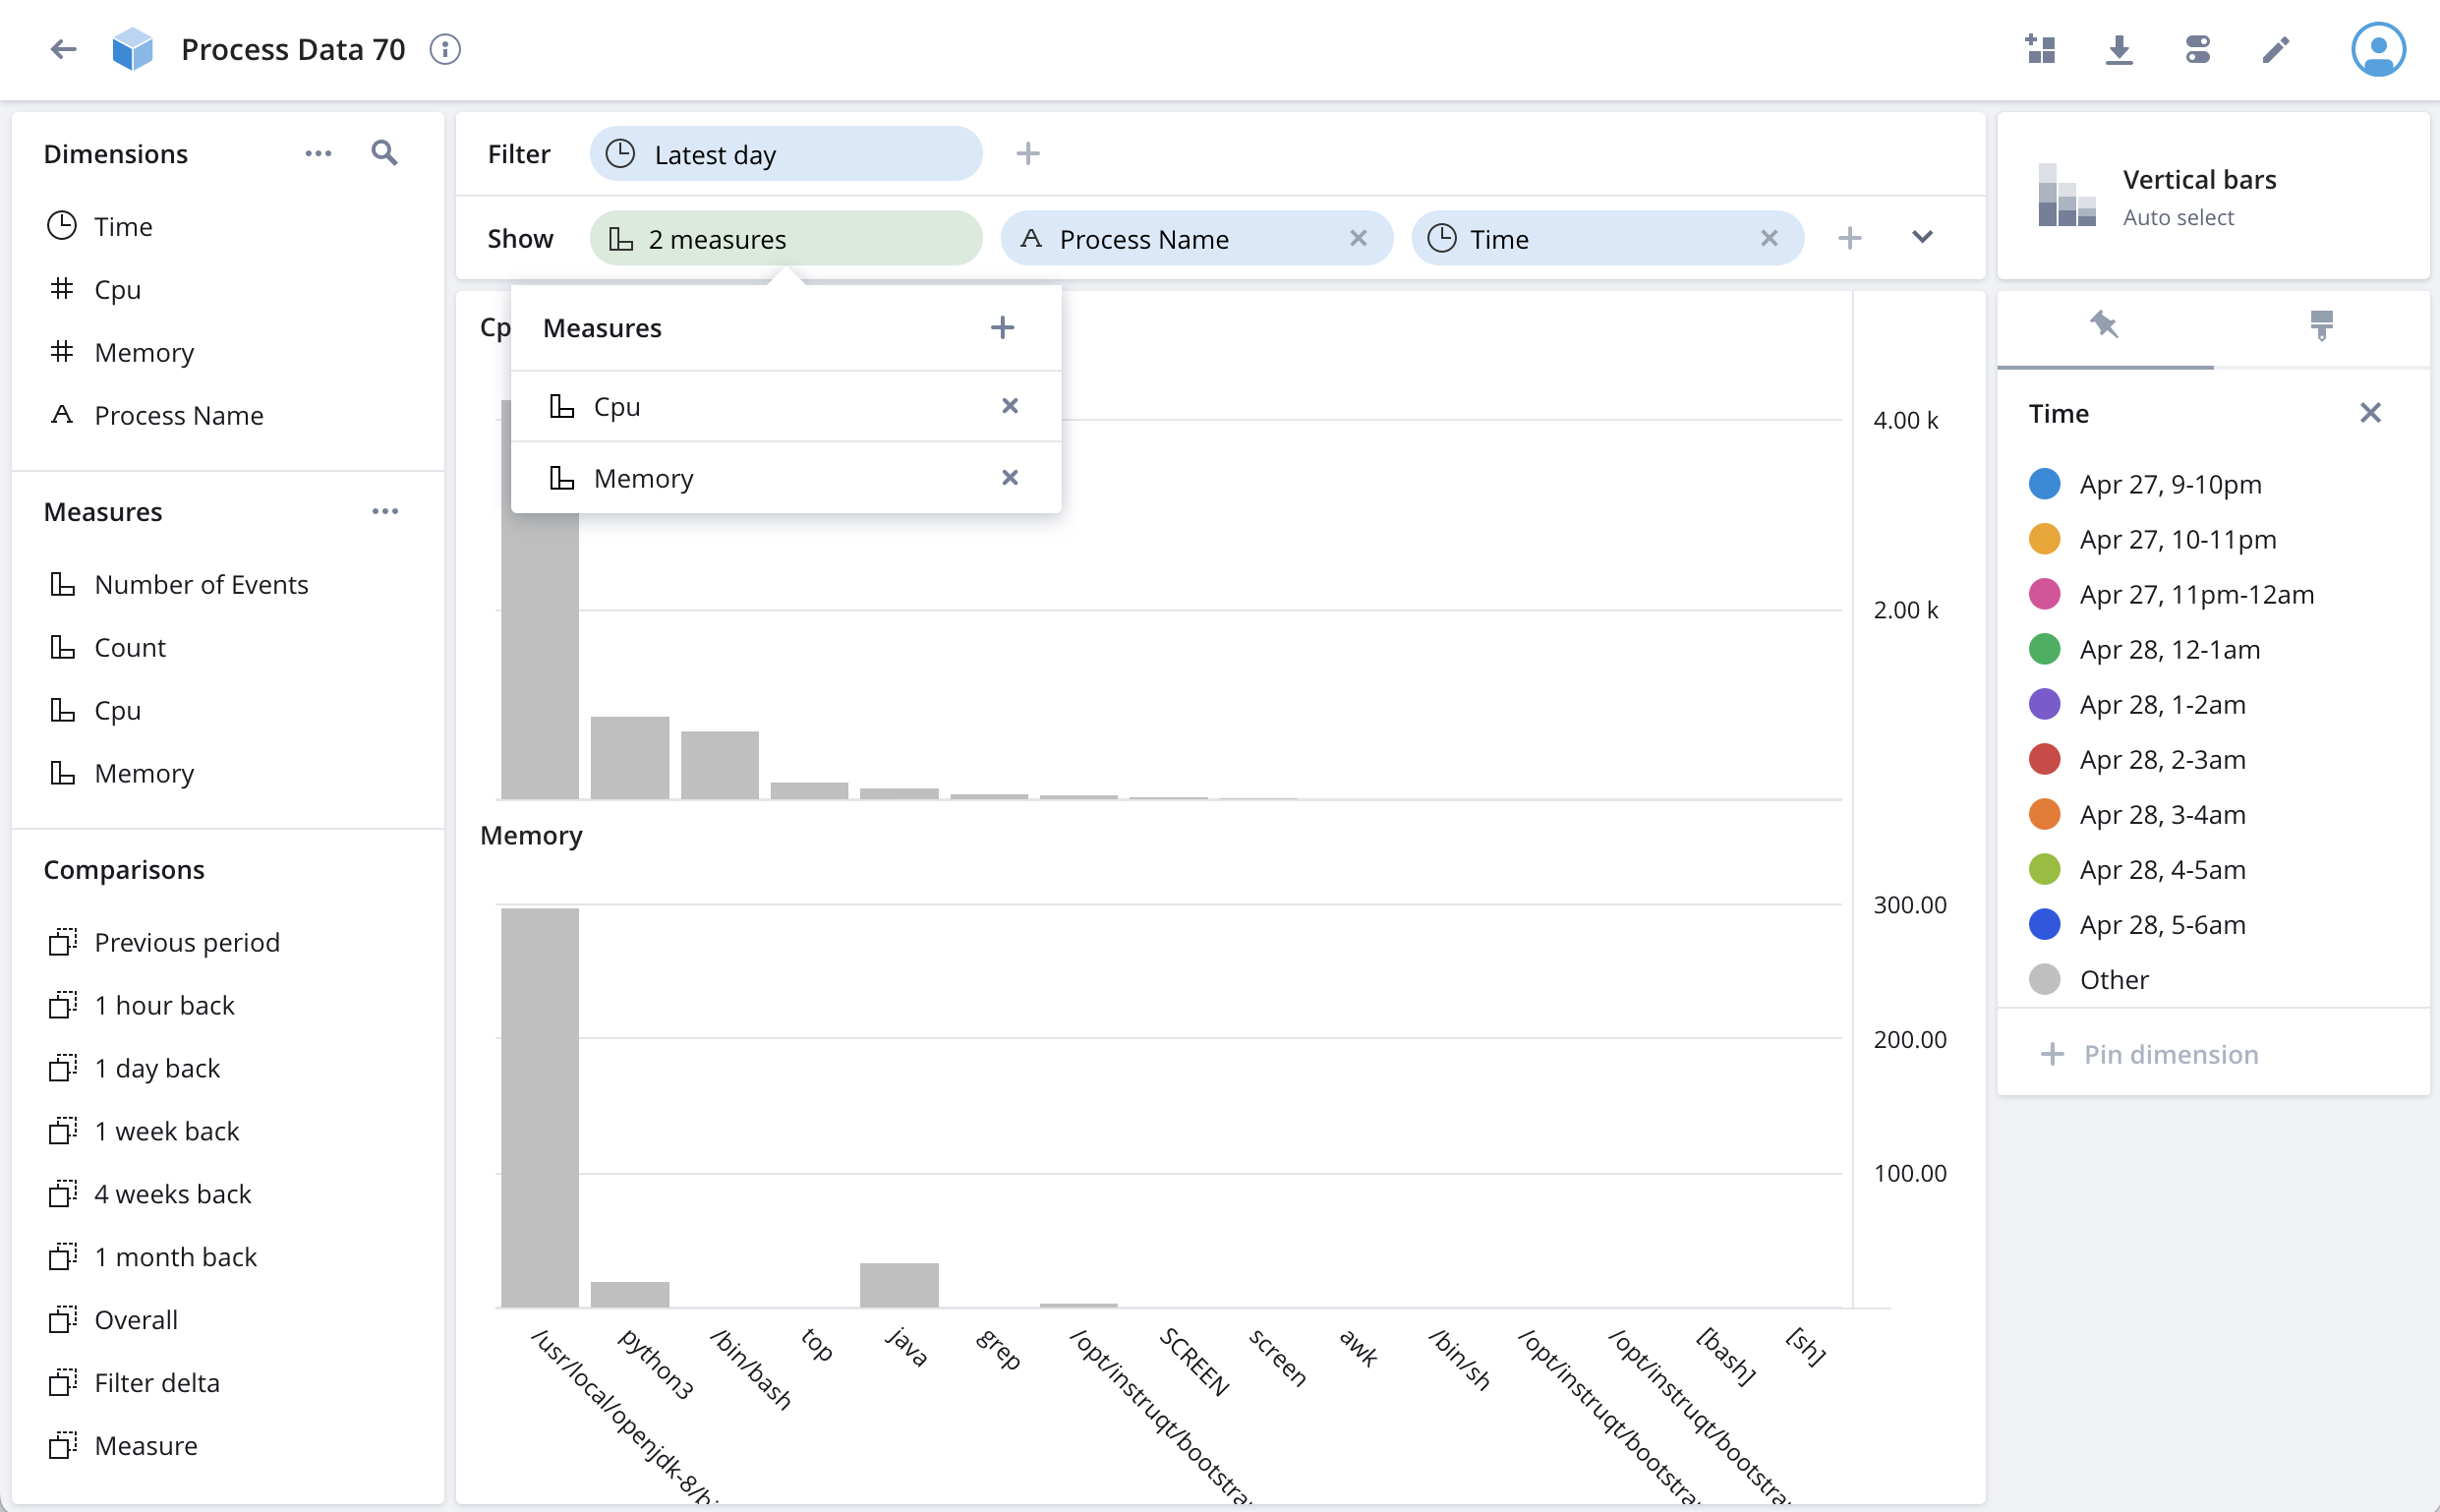 Process Data 70
Dimensions
Time
Cpu
Memory
Process Name
Measures
Number of Events
Count
Cpu
Memory
Comparisons
Previous period
1 hour back
1 day back
1 week back
4 weeks back
1 month back
Overall
Filter delta
Measure
Filter
Latest day
Show
2 measures
Process Name
Time
Cp
Measures
Cpu
Memory
4.00 k
2.00 k
Memory
300.00
200.00
100.00
/usr/local/openjdk-8/bi
python3
/bin/bash
top
java
grep
/opt/instruqt/bootstra
SCREEN
screen
awk
/bin/sh
/opt/instruqt/bootstra
/opt/instruqt/bootstra
[bash]
[sh]
Vertical bars
Auto select
Time
Apr 27, 9-10pm
Apr 27, 10-11pm
Apr 27, 11pm-12am
Apr 28, 12-1am
Apr 28, 1-2am
Apr 28, 2-3am
Apr 28, 3-4am
Apr 28, 4-5am
Apr 28, 5-6am
Other
Pin dimension